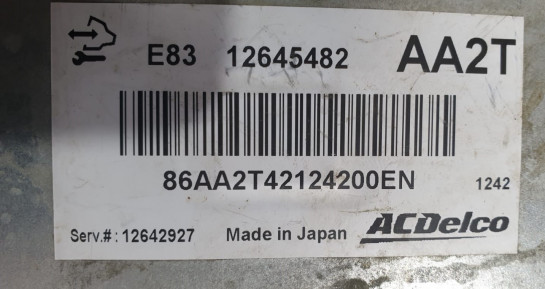 E83 12645482 AA2T
86AA2T42124200EN 1242
Serv.#: 12642927 Made in Japan ACDelco